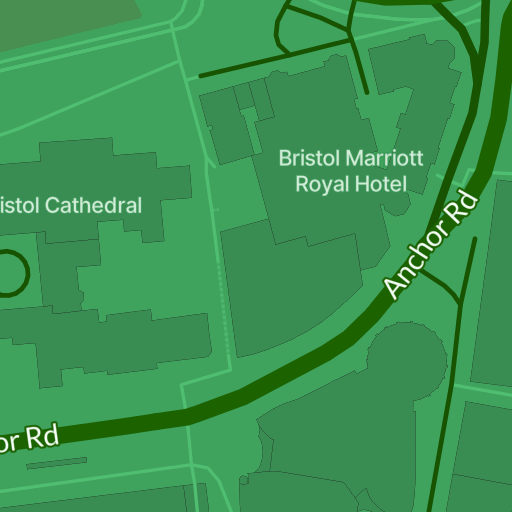 Bristol Marriott
Royal Hotel
istol Cathedral
Anchor Rd
or Rd